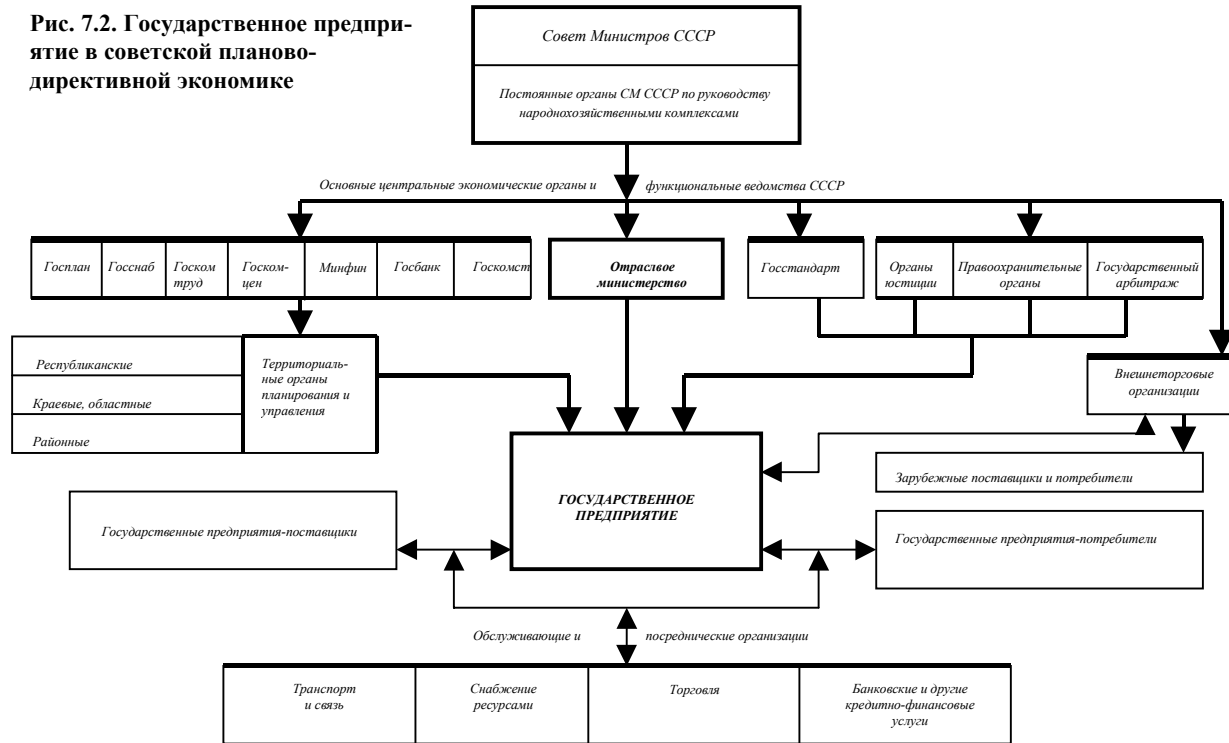 Рис. 7.2. Государственное предпри-
ятие в советской планово-
директивной экономике
Совет Министров СССР
Постоянные органы СМ СССР по руководству
народнохозяйственными комплексами
Основные центральные экономические органы и функциональные ведомства СССР
Госплан
Госснаб
Госком
труд
Госком-
цен
Минфин
Госбанк
Госкомст
Отраслвое
министерство
Госстандарт
Органы
юстиции
Правоохранительные
органы
Государственный
арбитраж
Республиканские
Краевые, областные
Районные
Территориаль-
ные органы
планирования и
управления
Внешнеторговые
организации
Зарубежные поставщики и потребители
ГОСУДАРСТВЕННОЕ
ПРЕДПРИЯТИЕ
Государственные предприятия-поставщики
Государственные предприятия-потребители
Обслуживающие и посреднические организации
Транспорт
и связь
Снабжение
ресурсами
Торговля
Банковские и другие
кредитно-финансовые
услуги